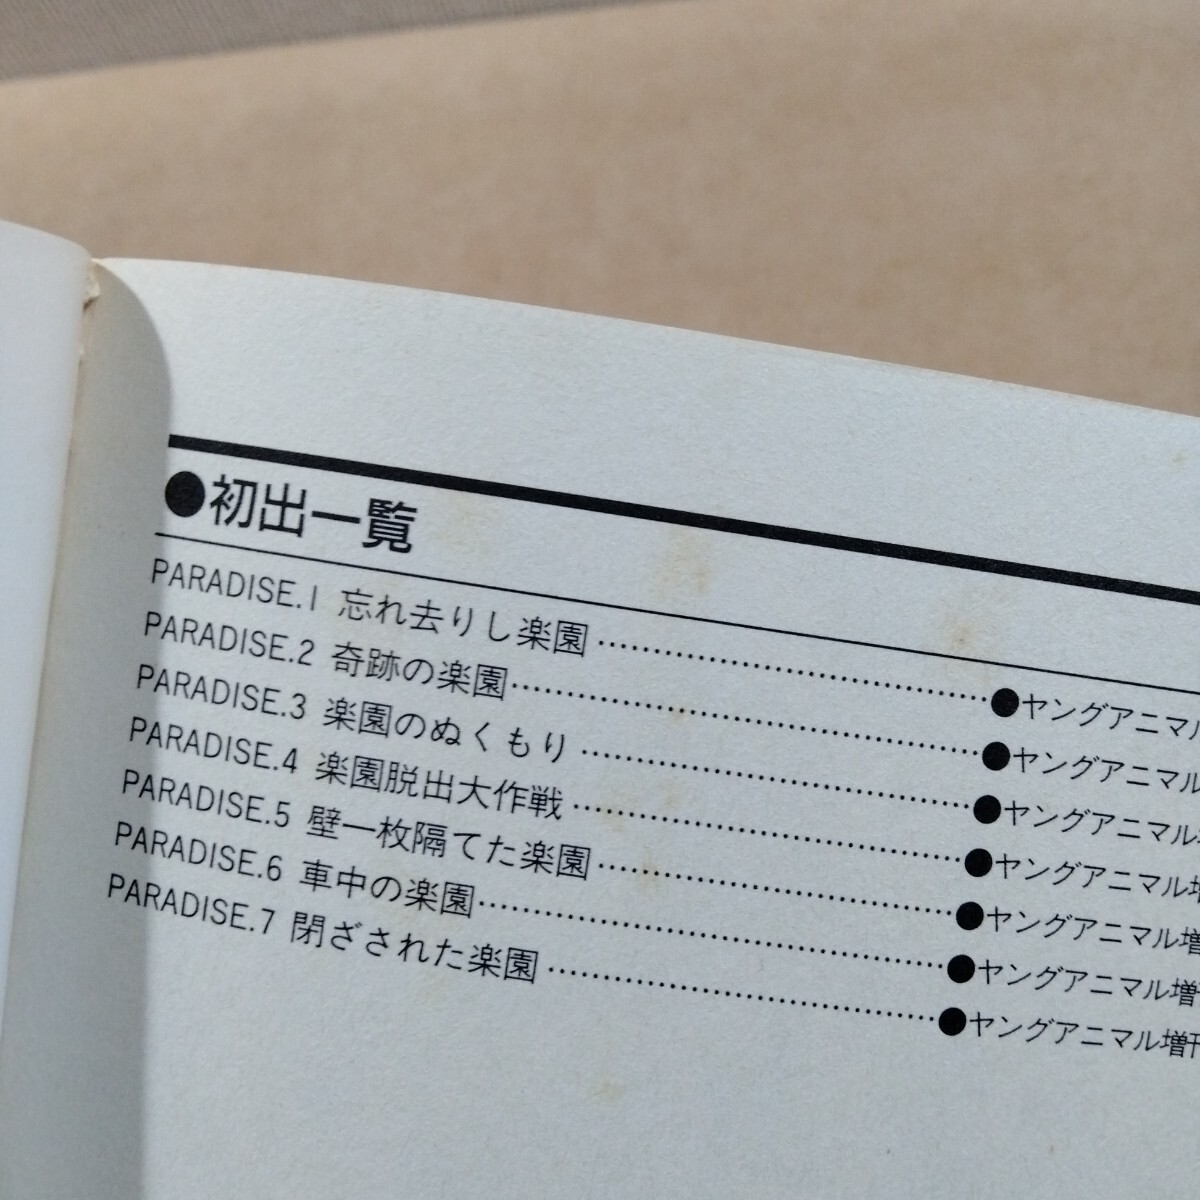 ●初出一覧
PARADISE.1 忘れ去りし楽園……………………●ヤングアニマル
PARADISE.2 奇跡の楽園……………………●ヤングアニマル
PARADISE.3 楽園のぬくもり……………………●ヤングアニマル増
PARADISE.4 楽園脱出大作戦……………………●ヤングアニマル増
PARADISE.5 壁一枚隔てた楽園……………………●ヤングアニマル増
PARADISE.6 車中の楽園……………………●ヤングアニマル増刊
PARADISE.7 閉ざされた楽園……………………●ヤングアニマル増刊